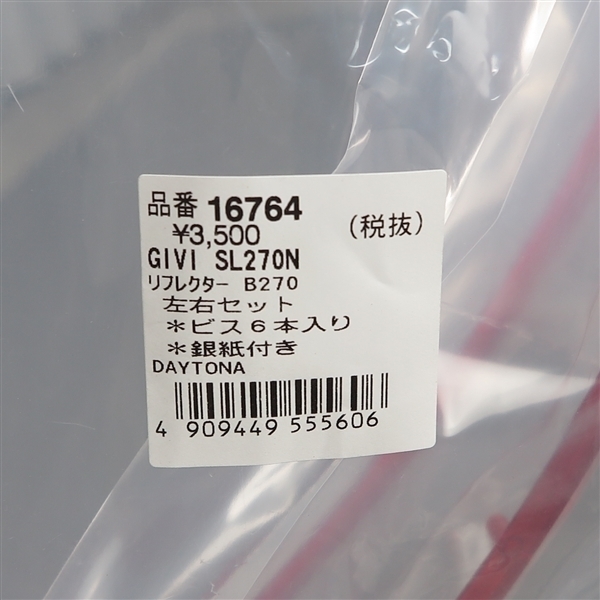 品番 16764
¥3,500 (税抜)
GIVI SL270N
リフレクター B270
左右セット
*ビス6本入り
*銀紙付き
DAYTONA
4 909449 555606